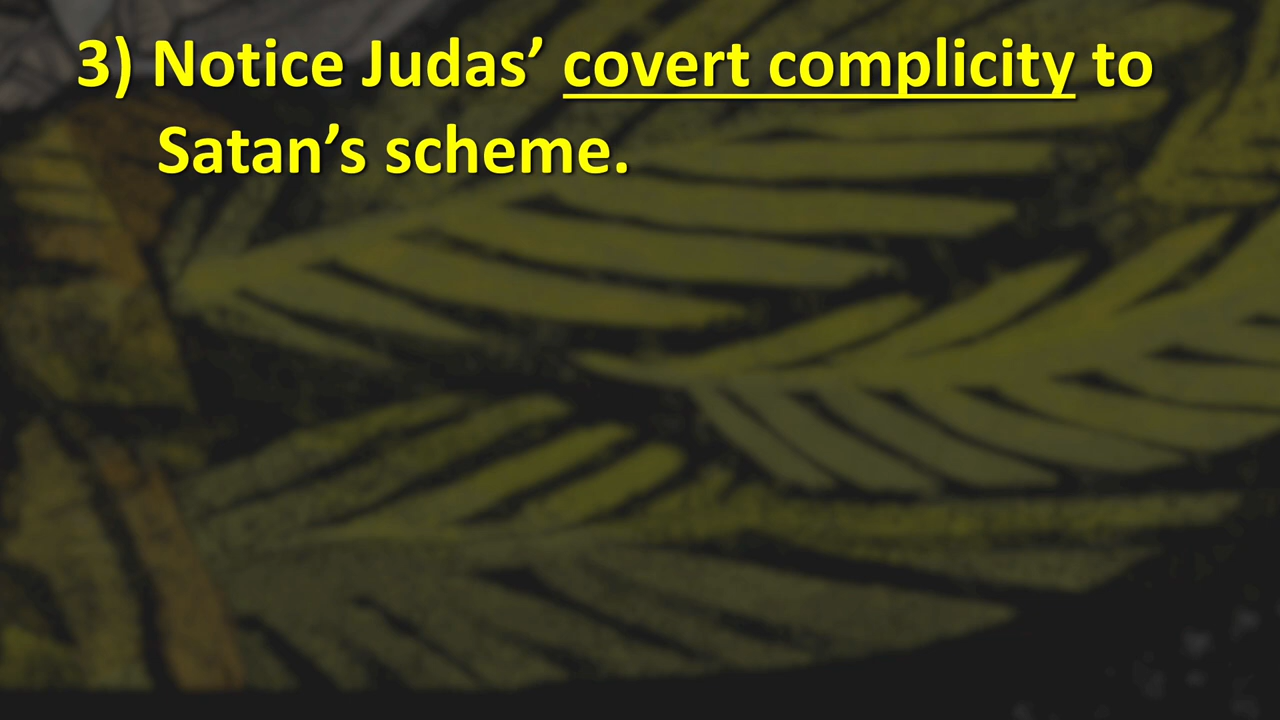 3) Notice Judas’ covert complicity to
Satan’s scheme.